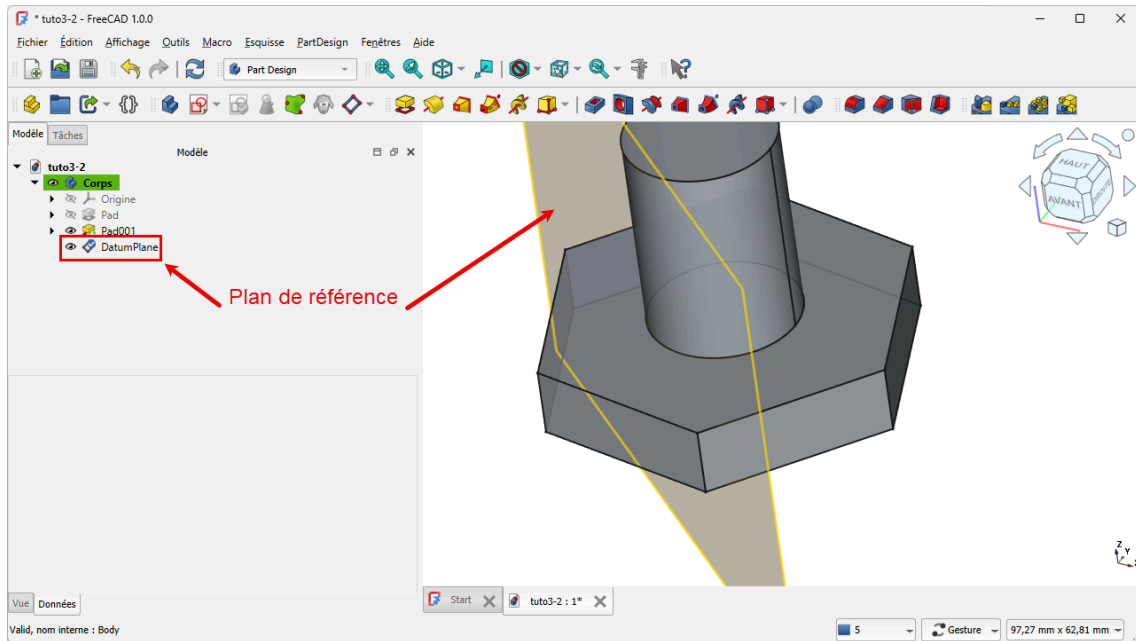 * tuto3-2 - FreeCAD 1.0.0
Fichier Édition Affichage Outils Macro Esquisse PartDesign Fenêtres Aide
Part Design
Modèle Tâches
Modèle
tuto3-2
Corps
Origine
Pad
Pad001
DatumPlane
Plan de référence
HAUT
AVANT
DROITE
Z
Y
X
Vue Données
Start
tuto3-2 : 1*
Valid, nom interne : Body
5
Gesture
97,27 mm x 62,81 mm